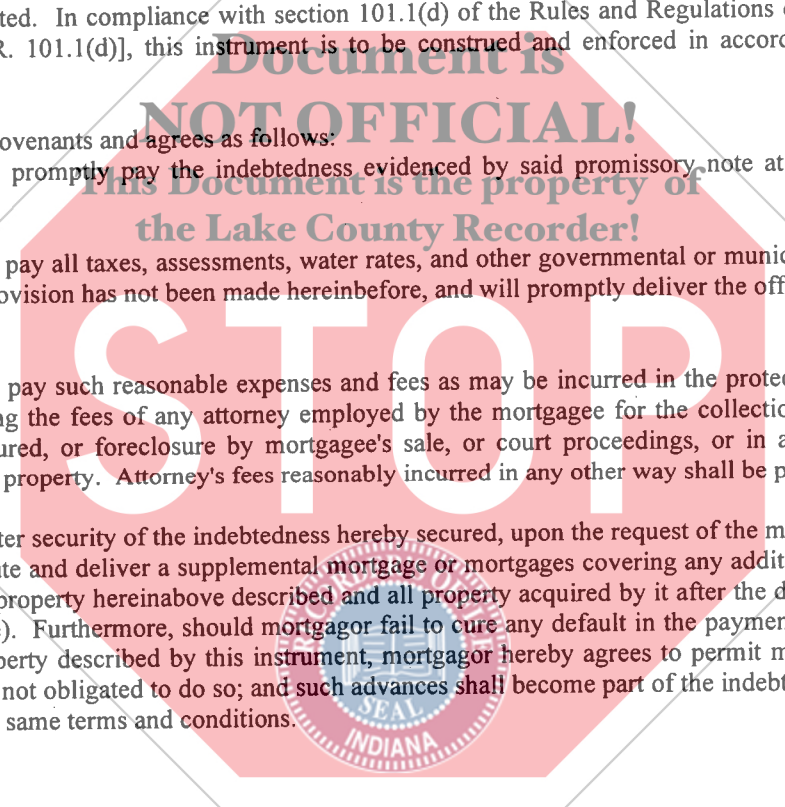 ted. In compliance with section 101.1(d) of the Rules and Regulations
R. 101.1(d)], this instrument is to be construed and enforced in accord
Document is
NOT OFFICIAL!
ovenants and agrees as follows:
promptly pay the indebtedness evidenced by said promissory note at
This Document is the property of
the Lake County Recorder!
pay all taxes, assessments, water rates, and other governmental or munic
ovision has not been made hereinbefore, and will promptly deliver the off
STOP
pay such reasonable expenses and fees as may be incurred in the protec
ng the fees of any attorney employed by the mortgagee for the collectio
ured, or foreclosure by mortgagee's sale, or court proceedings, or in a
property. Attorney's fees reasonably incurred in any other way shall be p
ter security of the indebtedness hereby secured, upon the request of the m
te and deliver a supplemental mortgage or mortgages covering any addit
property hereinabove described and all property acquired by it after the d
). Furthermore, should mortgagor fail to cure any default in the paymen
perty described by this instrument, mortgagor hereby agrees to permit m
not obligated to do so; and such advances shall become part of the indebt
same terms and conditions.
SEAL
INDIANA